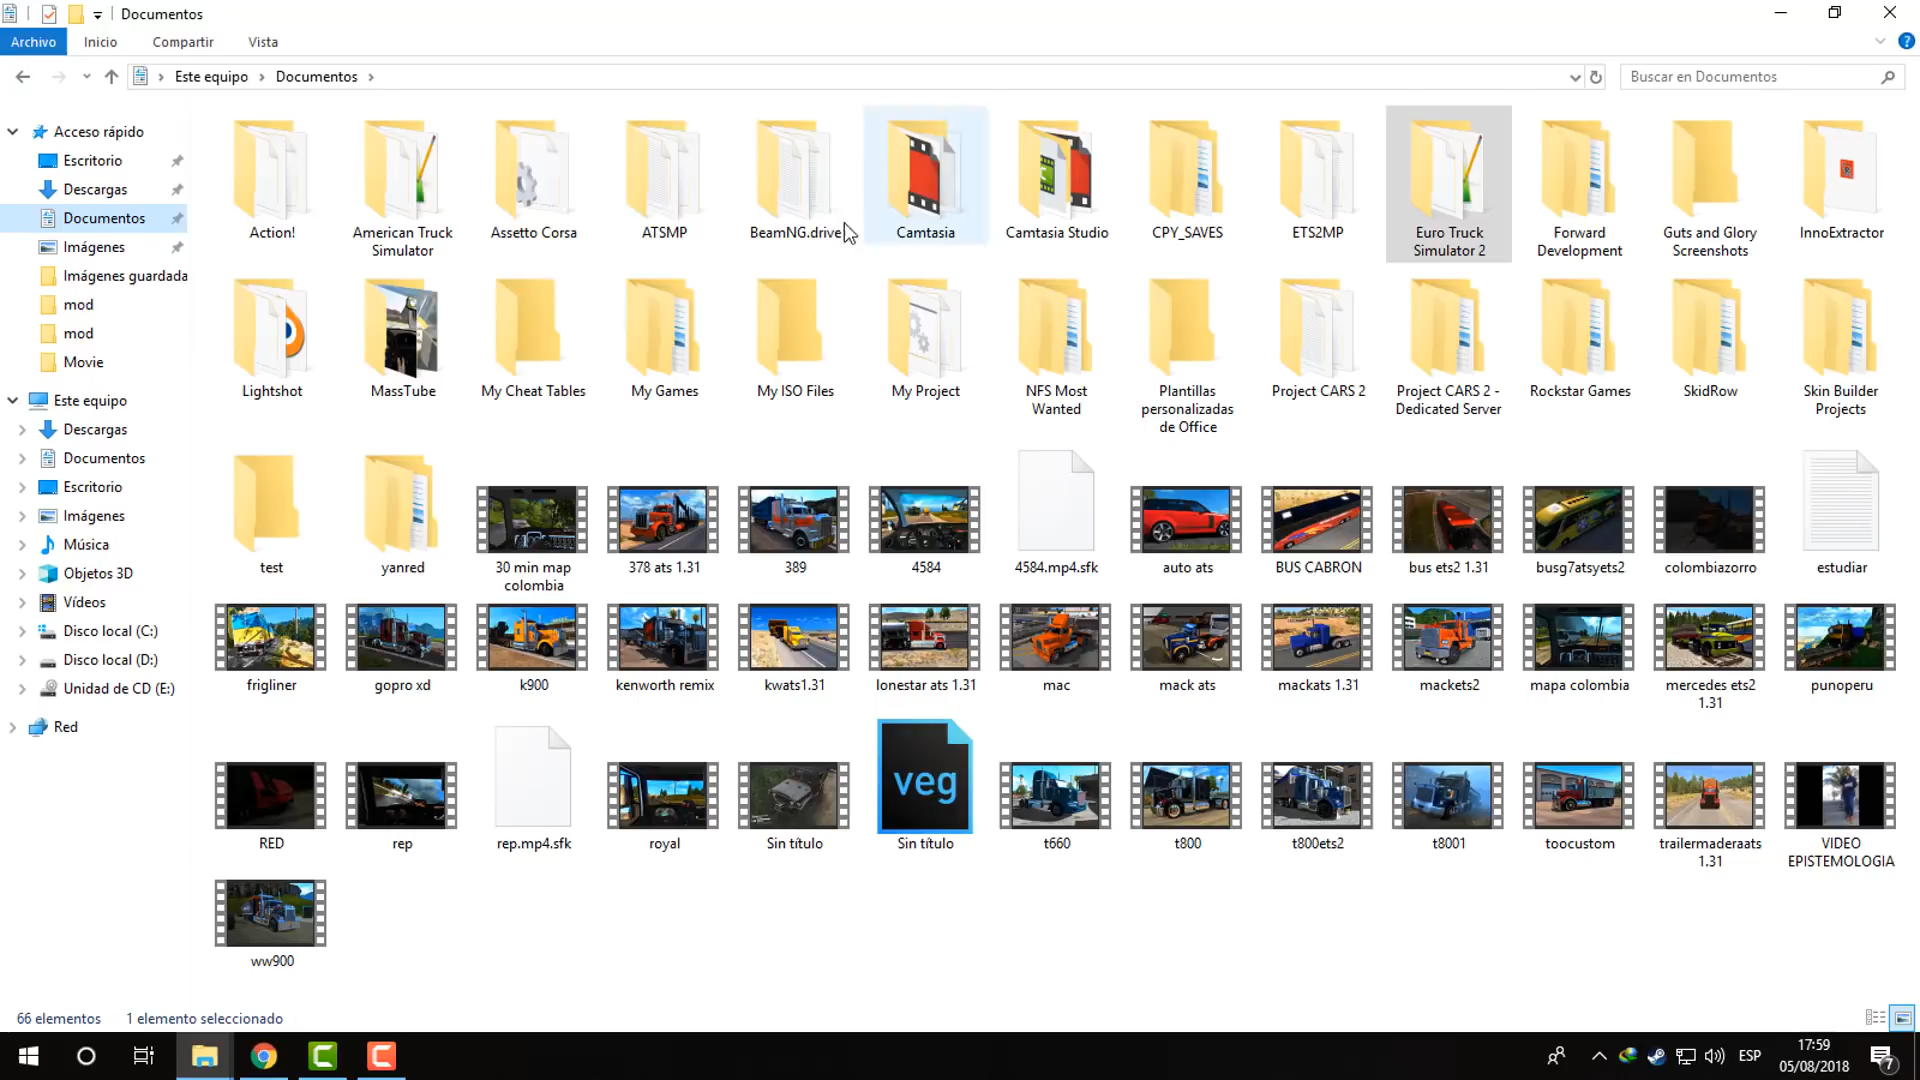 Documentos
Archivo
Inicio
Compartir
Vista
Este equipo
Documentos
Buscar en Documentos
Acceso rápido
Escritorio
Descargas
Documentos
Imágenes
Imágenes guardada
mod
mod
Movie
Este equipo
Descargas
Documentos
Escritorio
Imágenes
Música
Objetos 3D
Vídeos
Disco local (C:)
Disco local (D:)
Unidad de CD (E:)
Red
Action!
American Truck
Simulator
Assetto Corsa
ATSMP
BeamNG.drive
Camtasia
Camtasia Studio
CPY_SAVES
ETS2MP
Euro Truck
Simulator 2
Forward
Development
Guts and Glory
Screenshots
InnoExtractor
Lightshot
MassTube
My Cheat Tables
My Games
My ISO Files
My Project
NFS Most
Wanted
Plantillas
personalizadas
de Office
Project CARS 2
Project CARS 2 -
Dedicated Server
Rockstar Games
SkidRow
Skin Builder
Projects
test
yanred
30 min map
colombia
378 ats 1.31
389
4584
4584.mp4.sfk
auto ats
BUS CABRON
bus ets2 1.31
busg7atsyets2
colombiazorro
estudiar
frigliner
gopro xd
k900
kenworth remix
kwats1.31
lonestar ats 1.31
mac
mack ats
mackats 1.31
mackets2
mapa colombia
mercedes ets2
1.31
punoperu
RED
rep
rep.mp4.sfk
royal
Sin título
veg
Sin título
t660
t800
t800ets2
t8001
toocustom
trailermaderaats
1.31
VIDEO
EPISTEMOLOGIA
ww900
66 elementos
1 elemento seleccionado
ESP
17:59
05/08/2018
7